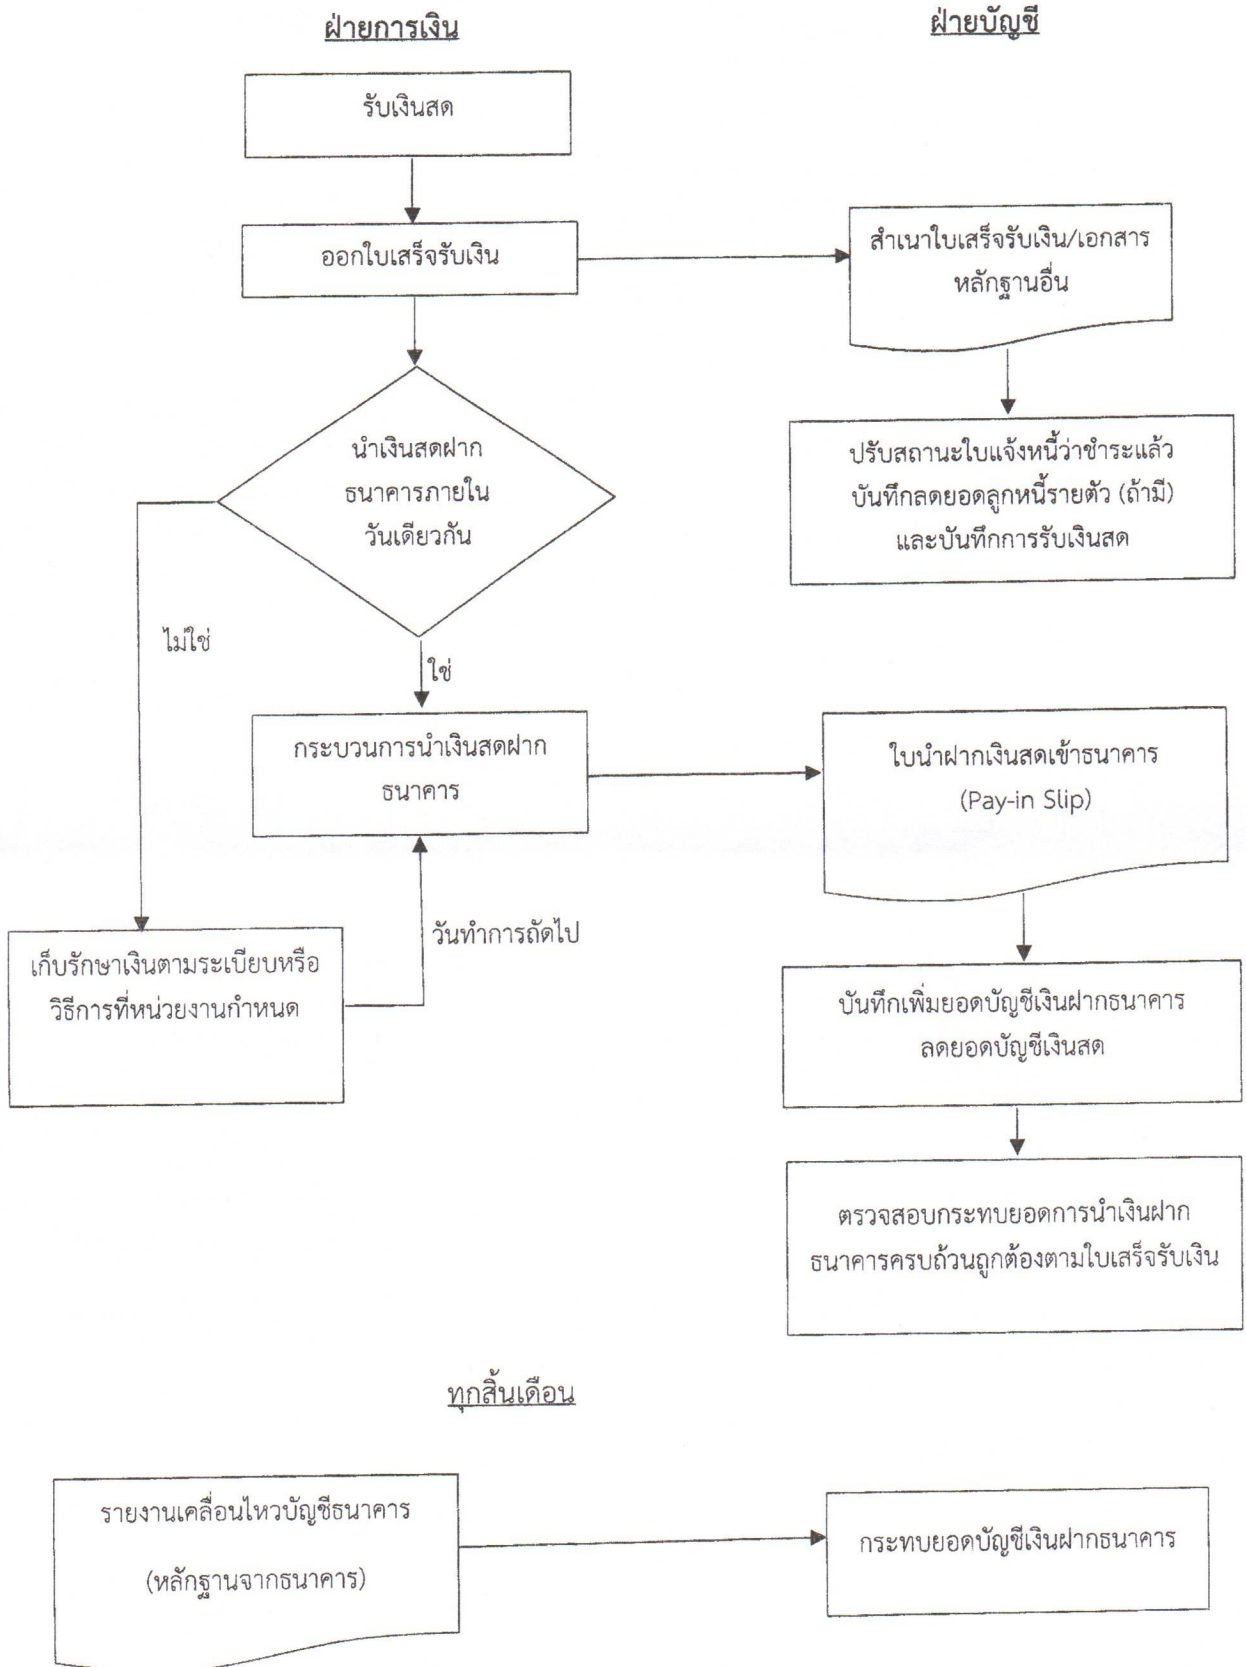 ฝ่ายการเงิน
ฝ่ายบัญชี
รับเงินสด
ออกใบเสร็จรับเงิน
สำเนาใบเสร็จรับเงิน/เอกสาร
หลักฐานอื่น
นำเงินสดฝาก
ธนาคารภายใน
วันเดียวกัน
ปรับสถานะใบแจ้งหนี้ว่าชำระแล้ว
บันทึกลดยอดลูกหนี้รายตัว (ถ้ามี)
และบันทึกการรับเงินสด
ไม่ใช่
ใช่
กระบวนการนำเงินสดฝาก
ธนาคาร
ใบนำฝากเงินสดเข้าธนาคาร
(Pay-in Slip)
วันทำการถัดไป
เก็บรักษาเงินตามระเบียบหรือ
วิธีการที่หน่วยงานกำหนด
บันทึกเพิ่มยอดบัญชีเงินฝากธนาคาร
ลดยอดบัญชีเงินสด
ตรวจสอบกระทบยอดการนำเงินฝาก
ธนาคารครบถ้วนถูกต้องตามใบเสร็จรับเงิน
ทุกสิ้นเดือน
รายงานเคลื่อนไหวบัญชีธนาคาร
(หลักฐานจากธนาคาร)
กระทบยอดบัญชีเงินฝากธนาคาร